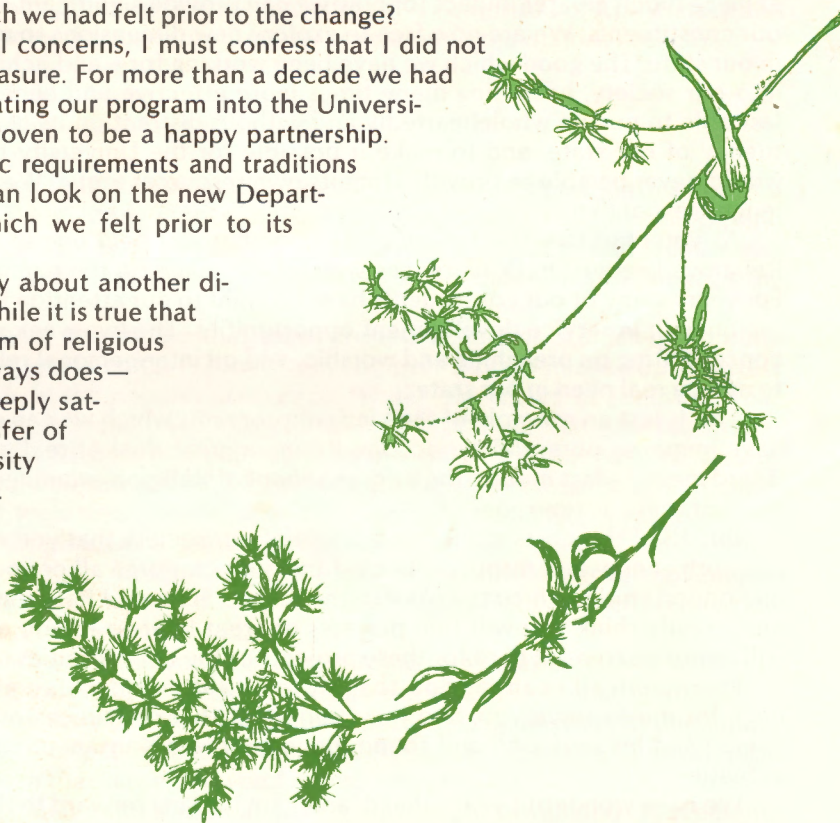 ch we had felt prior to the change?
l concerns, I must confess that I did not
easure. For more than a decade we had
ating our program into the Universi-
oven to be a happy partnership.
c requirements and traditions
an look on the new Depart-
hich we felt prior to its
y about another di-
hile it is true that
m of religious
ays does—
eeply sat-
fer of
sity